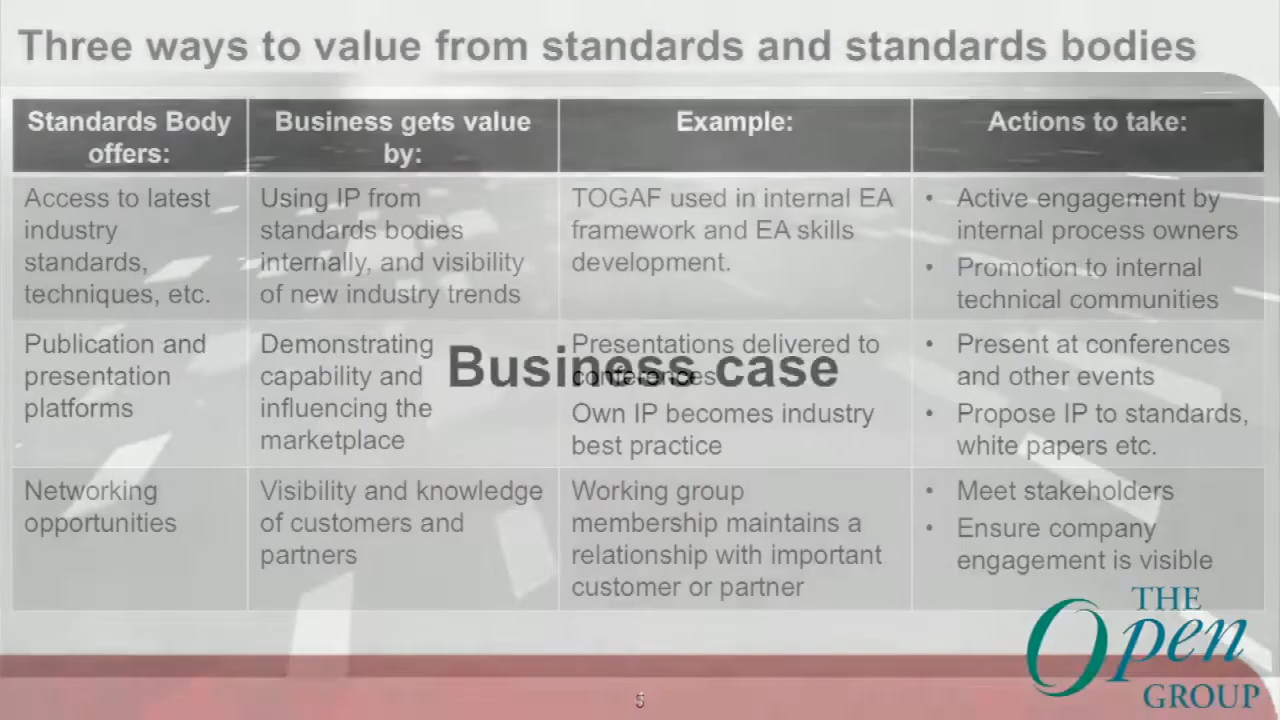 Three ways to value from standards and standards bodies
Standards Body
offers:
Business gets value
by:
Example:
Actions to take:
Access to latest
industry
standards,
techniques, etc.
Using IP from
standards bodies
internally, and visibility
of new industry trends
TOGAF used in internal EA
framework and EA skills
development.
• Active engagement by
internal process owners
• Promotion to internal
technical communities
Publication and
presentation
platforms
Demonstrating
capability and
influencing the
marketplace
Presentations delivered to
conferences
Own IP becomes industry
best practice
• Present at conferences
and other events
• Propose IP to standards,
white papers etc.
Business case
Networking
opportunities
Visibility and knowledge
of customers and
partners
Working group
membership maintains a
relationship with important
customer or partner
• Meet stakeholders
• Ensure company
engagement is visible
THE
Open
GROUP
5